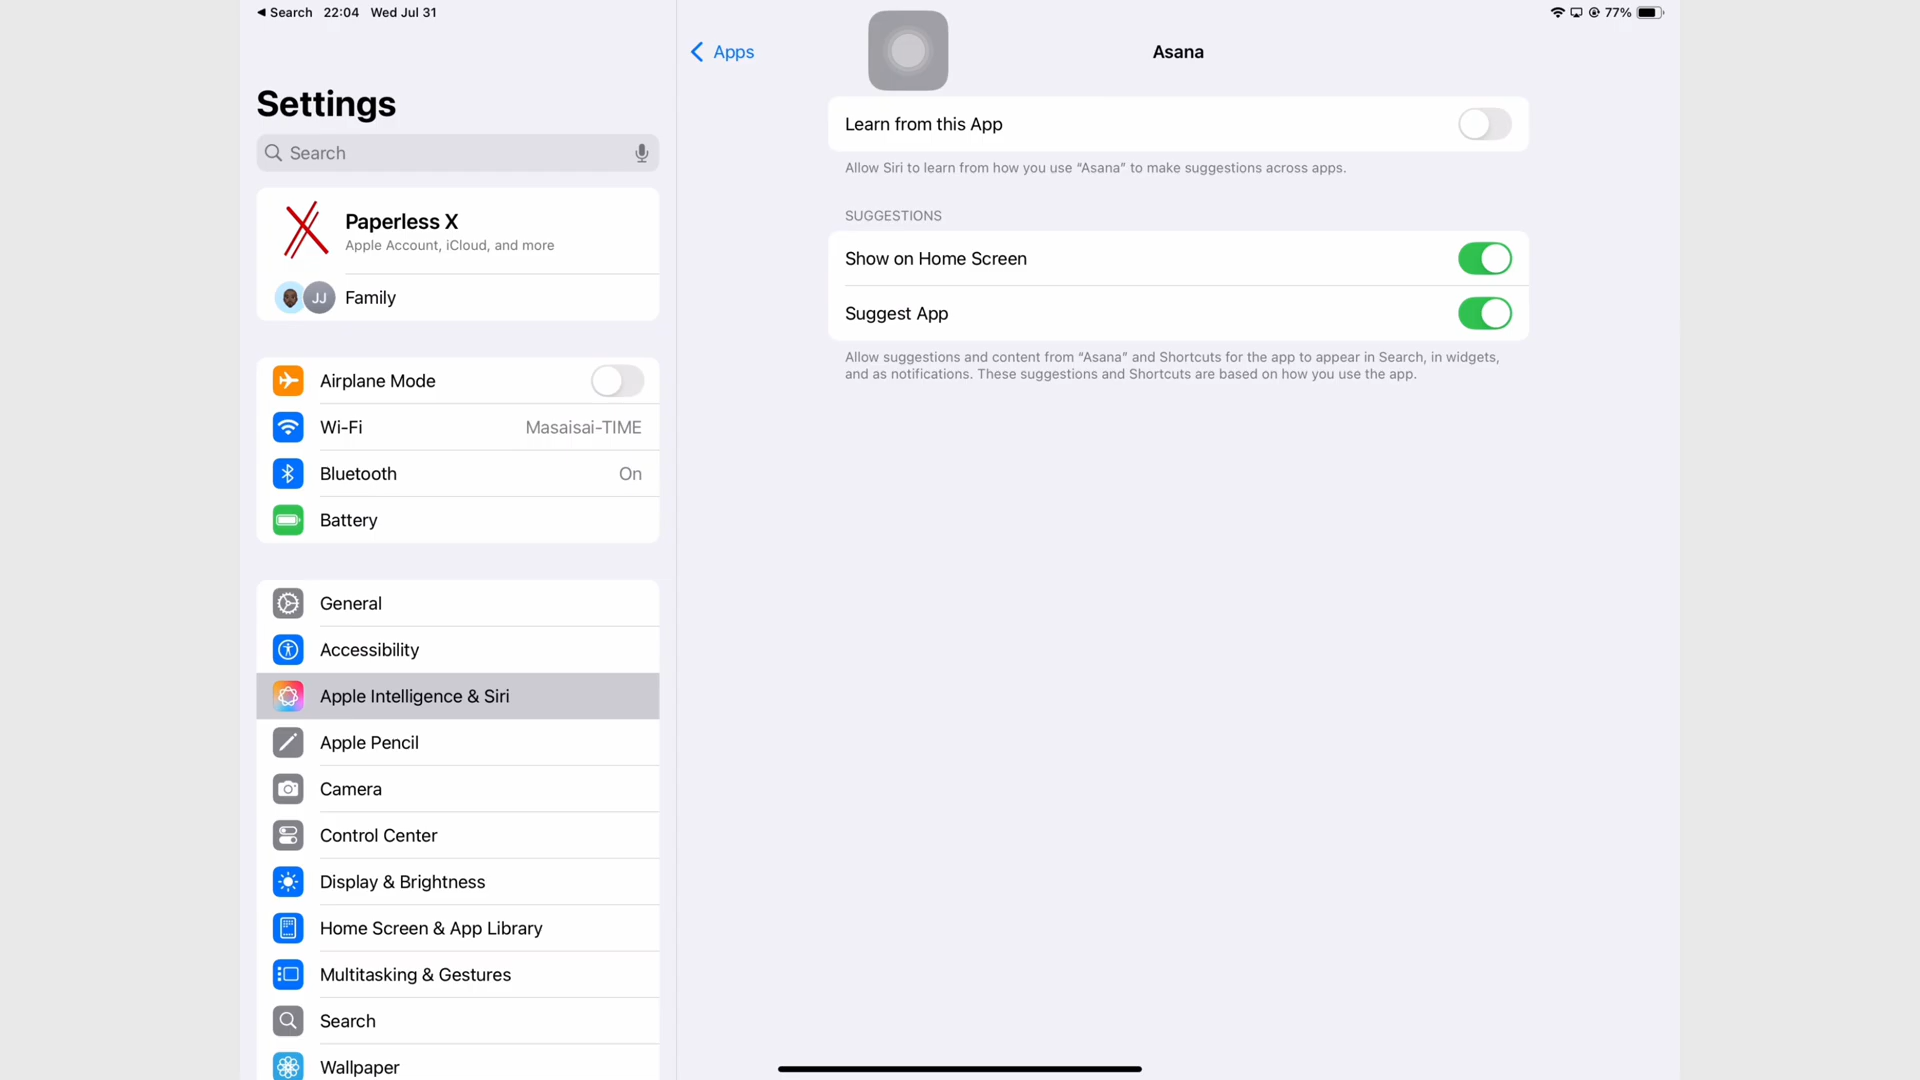 Search 22:04 Wed Jul 31
77%
Settings
Search
Paperless X
Apple Account, iCloud, and more
JJ
Family
Airplane Mode
Wi-Fi Masaisai-TIME
Bluetooth On
Battery
General
Accessibility
Apple Intelligence & Siri
Apple Pencil
Camera
Control Center
Display & Brightness
Home Screen & App Library
Multitasking & Gestures
Search
Wallpaper
Apps
Asana
Learn from this App
Allow Siri to learn from how you use “Asana” to make suggestions across apps.
SUGGESTIONS
Show on Home Screen
Suggest App
Allow suggestions and content from “Asana” and Shortcuts for the app to appear in Search, in widgets,
and as notifications. These suggestions and Shortcuts are based on how you use the app.